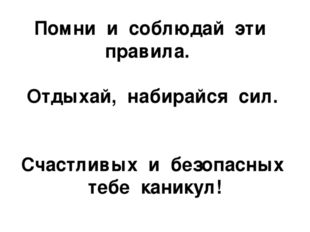 Помни и соблюдай эти
правила.
Отдыхай, набирайся сил.
Счастливых и безопасных
тебе каникул!